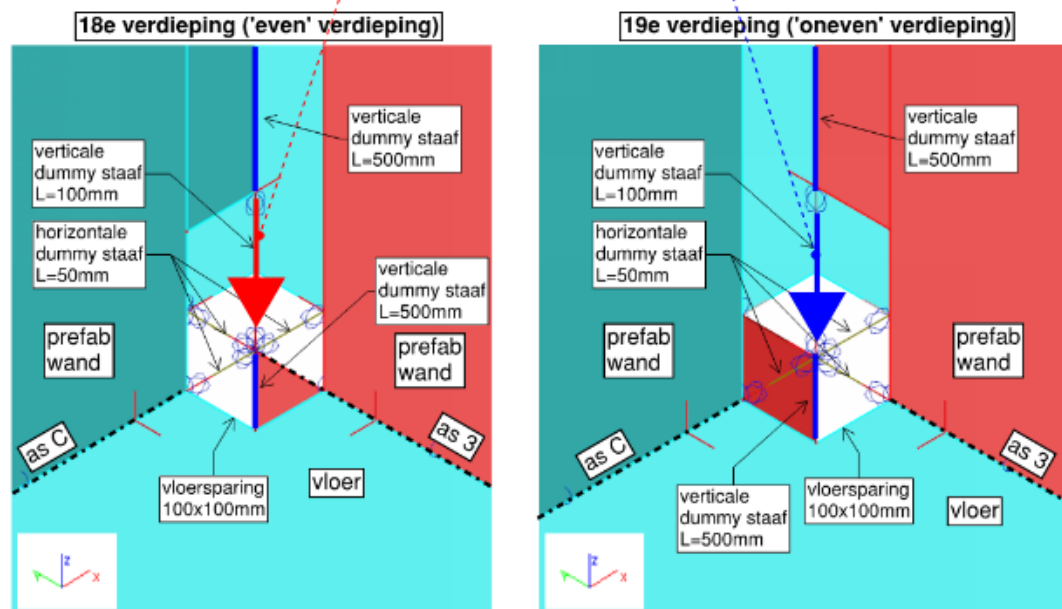 18e verdieping ('even' verdieping)
verticale
dummy staaf
L=500mm
verticale
dummy staaf
L=100mm
horizontale
dummy staaf
L=50mm
verticale
dummy staaf
L=500mm
prefab
wand
prefab
wand
as C
as 3
vloersparing
100x100mm
vloer
z
Y
X
19e verdieping ('oneven' verdieping)
verticale
dummy staaf
L=500mm
verticale
dummy staaf
L=100mm
horizontale
dummy staaf
L=50mm
prefab
wand
prefab
wand
as C
as 3
verticale
dummy staaf
L=500mm
vloersparing
100x100mm
vloer
z
Y
X